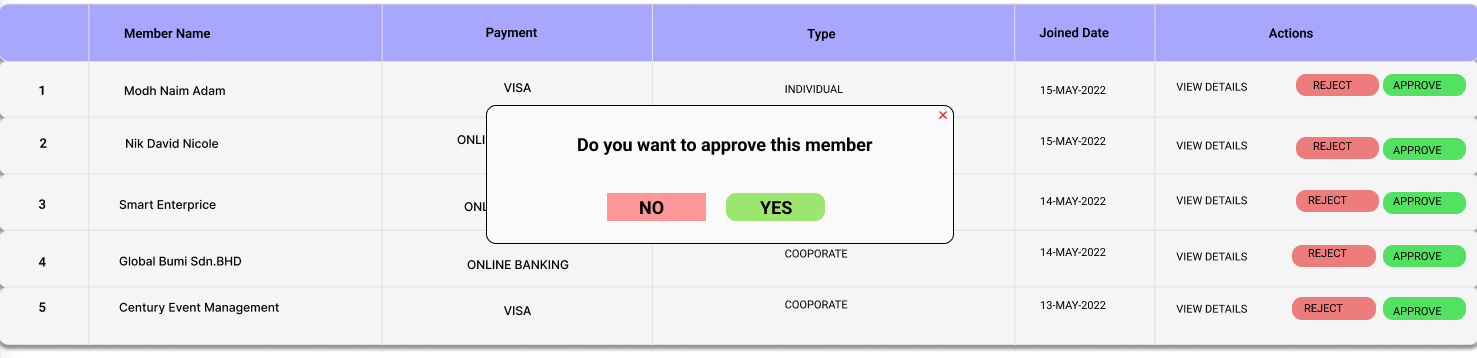 Member Name Payment Type Joined Date Actions
1 Modh Naim Adam VISA INDIVIDUAL 15-MAY-2022 VIEW DETAILS REJECT APPROVE
2 Nik David Nicole 15-MAY-2022 VIEW DETAILS REJECT APPROVE
Do you want to approve this member
3 Smart Enterprice 14-MAY-2022 VIEW DETAILS REJECT APPROVE
NO YES
4 Global Bumi Sdn.BHD ONLINE BANKING COOPORATE 14-MAY-2022 VIEW DETAILS REJECT APPROVE
5 Century Event Management VISA COOPORATE 13-MAY-2022 VIEW DETAILS REJECT APPROVE